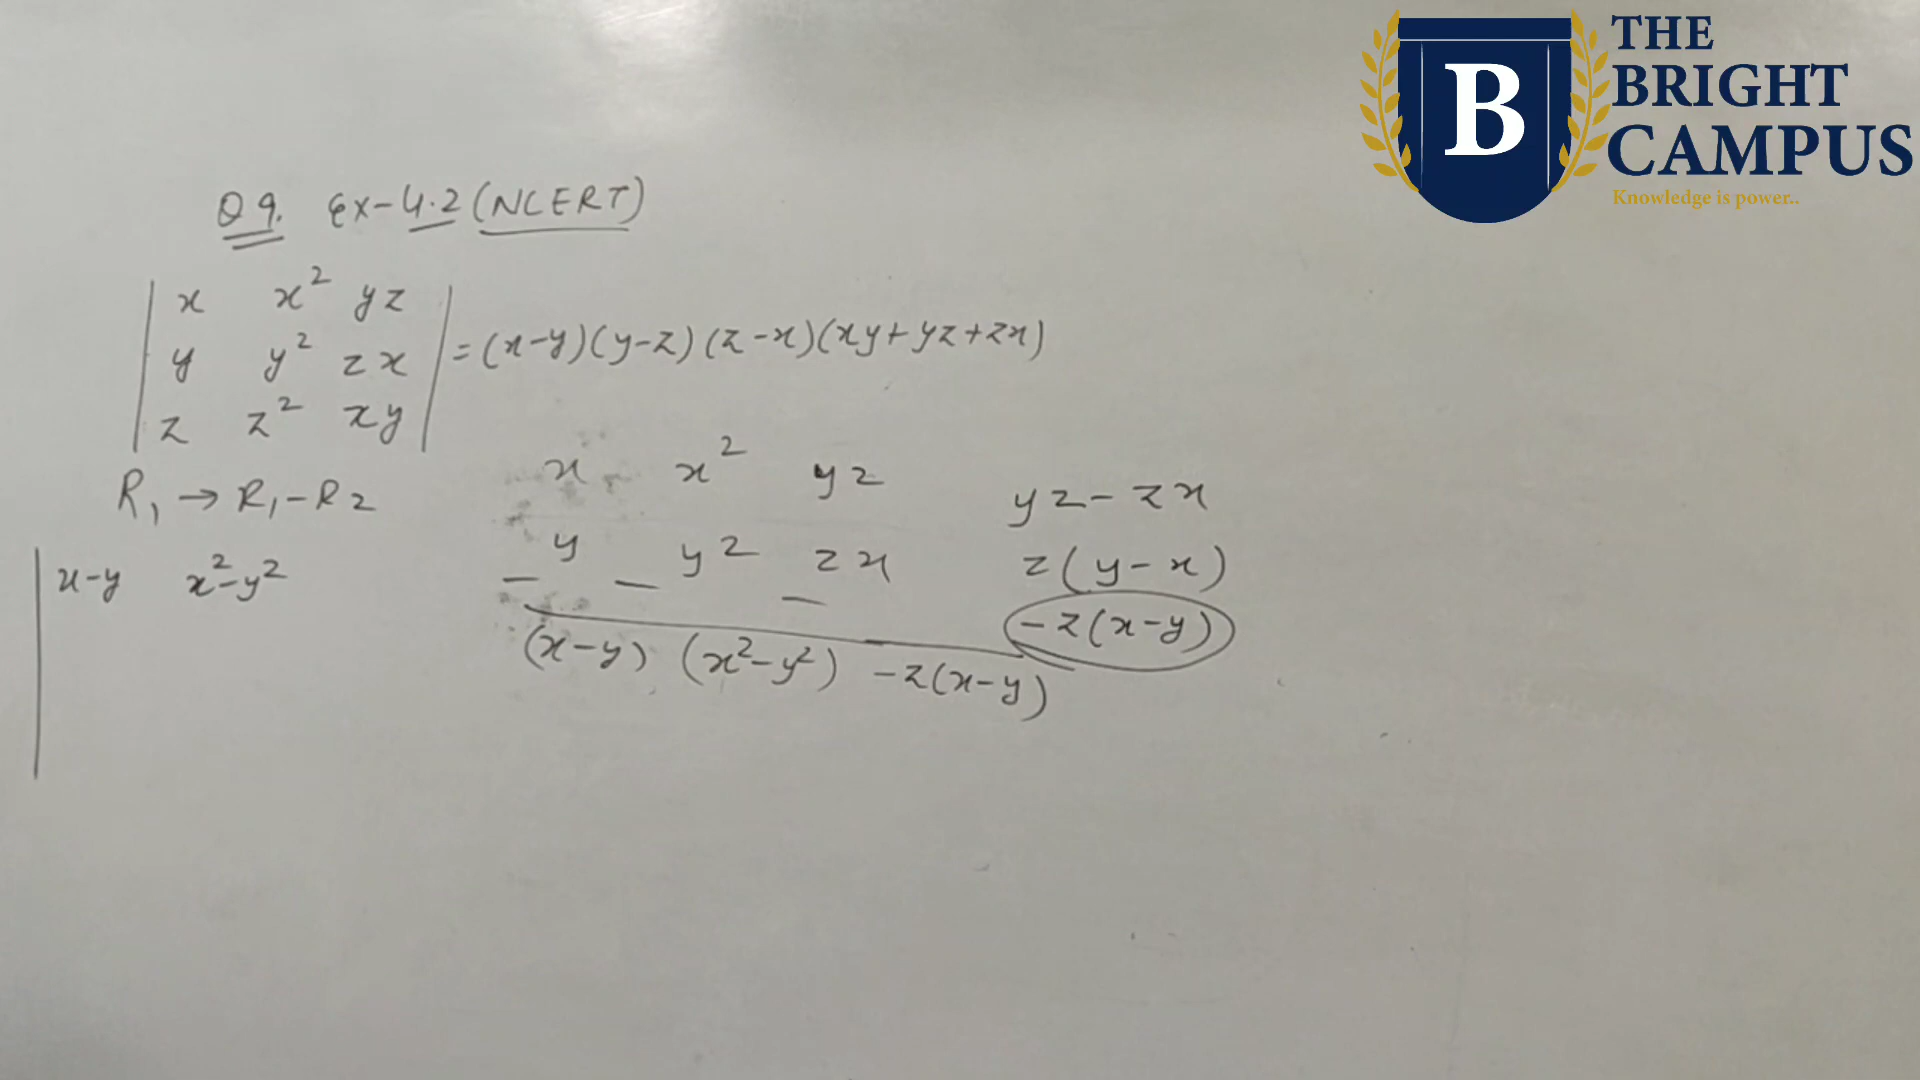 THE
BRIGHT
CAMPUS
Knowledge is power..
B
Q 9. Ex-4.2 (NCERT)
| x x² yz |
| y y² zx | = (x-y)(y-z)(z-x)(xy+yz+zx)
| z z² xy |
R₁ → R₁-R2
x-y x²-y²
x x² yz
- y - y² - zx
(x-y) (x²-y²) -z(x-y)
yz-zx
z(y-x)
-z(x-y)